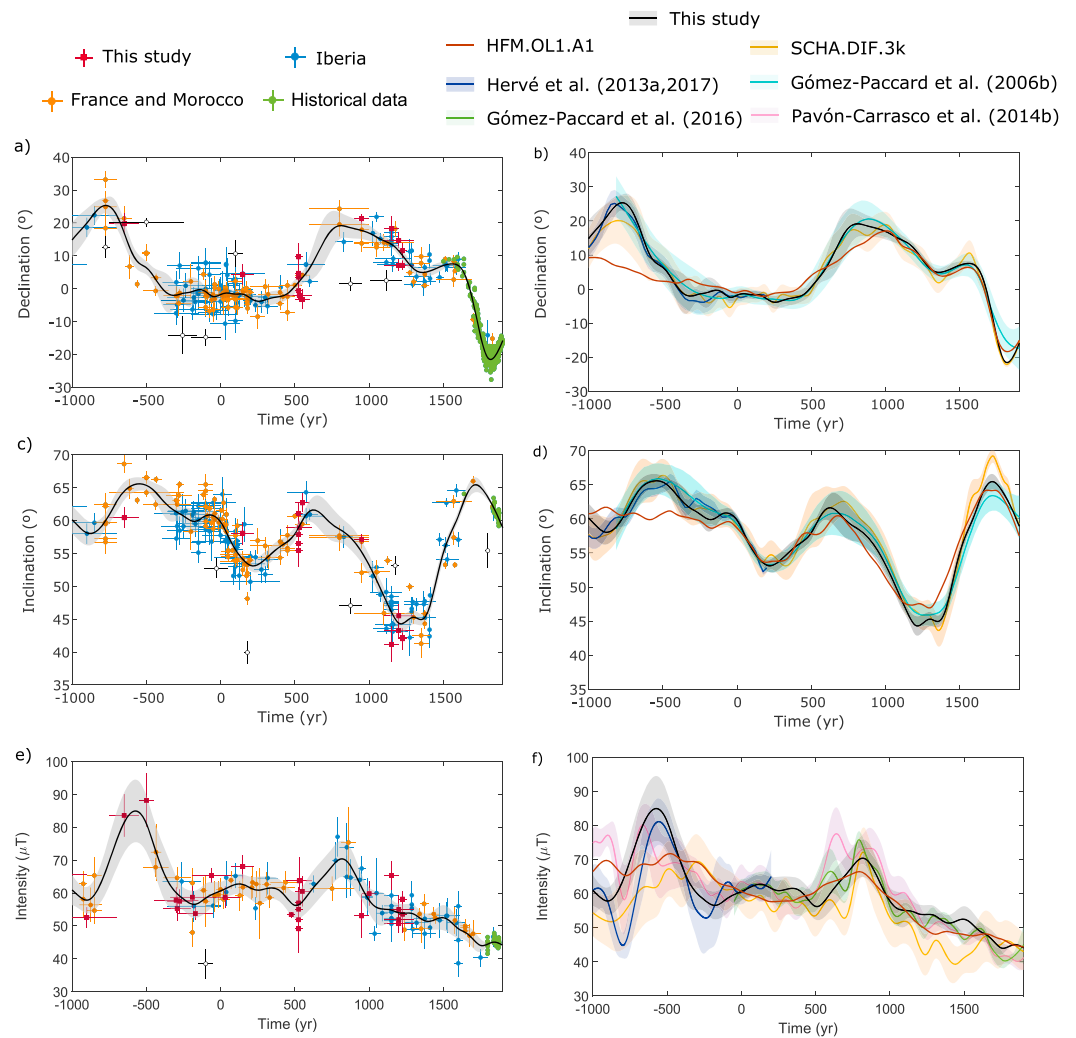 This study
This study
Iberia
HFM.OL1.A1
SCHA.DIF.3k
Hervé et al. (2013a,2017)
Gómez-Paccard et al. (2006b)
France and Morocco
Historical data
Gómez-Paccard et al. (2016)
Pavón-Carrasco et al. (2014b)
a)
40
30
20
10
0
-10
-20
-30
Declination (º)
-1000 -500 0 500 1000 1500
Time (yr)
b)
40
30
20
10
0
-10
-20
-30
Declination (º)
-1000 -500 0 500 1000 1500
Time (yr)
c)
70
65
60
55
50
45
40
35
Inclination (º)
-1000 -500 0 500 1000 1500
Time (yr)
d)
70
65
60
55
50
45
40
35
Inclination (º)
-1000 -500 0 500 1000 1500
Time (yr)
e)
100
90
80
70
60
50
40
30
Intensity (μT)
-1000 -500 0 500 1000 1500
Time (yr)
f)
100
90
80
70
60
50
40
30
Intensity (μT)
-1000 -500 0 500 1000 1500
Time (yr)